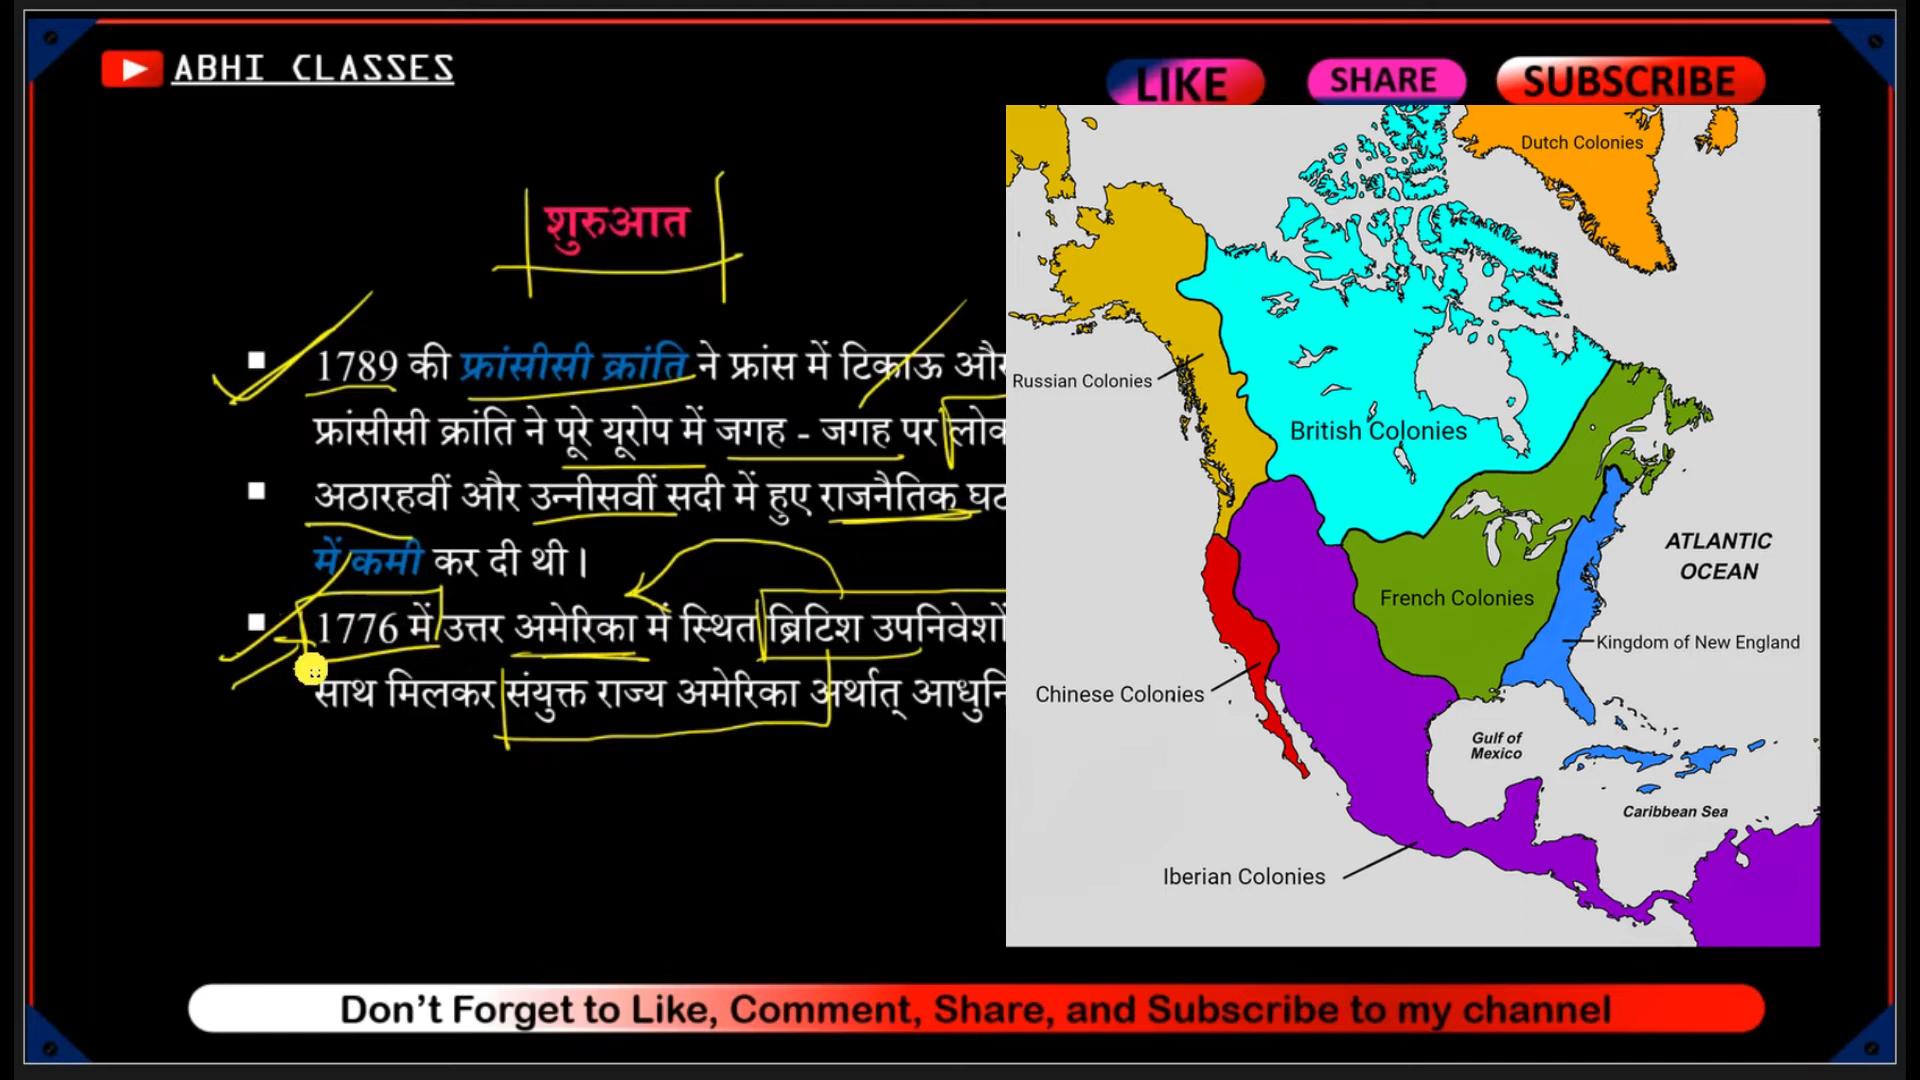 ABHI CLASSES
LIKE
SHARE
SUBSCRIBE
शुरुआत
1789 की फ्रांसीसी क्रांति ने फ्रांस में टिकाऊ और
फ्रांसीसी क्रांति ने पूरे यूरोप में जगह - जगह पर लोक
अठारहवीं और उन्नीसवीं सदी में हुए राजनैतिक घट
में कमी कर दी थी।
1776 में उत्तर अमेरिका में स्थित ब्रिटिश उपनिवेशों
साथ मिलकर संयुक्त राज्य अमेरिका अर्थात् आधुनि
Dutch Colonies
Russian Colonies
British Colonies
ATLANTIC
OCEAN
French Colonies
Kingdom of New England
Chinese Colonies
Gulf of
Mexico
Caribbean Sea
Iberian Colonies
Don't Forget to Like, Comment, Share, and Subscribe to my channel